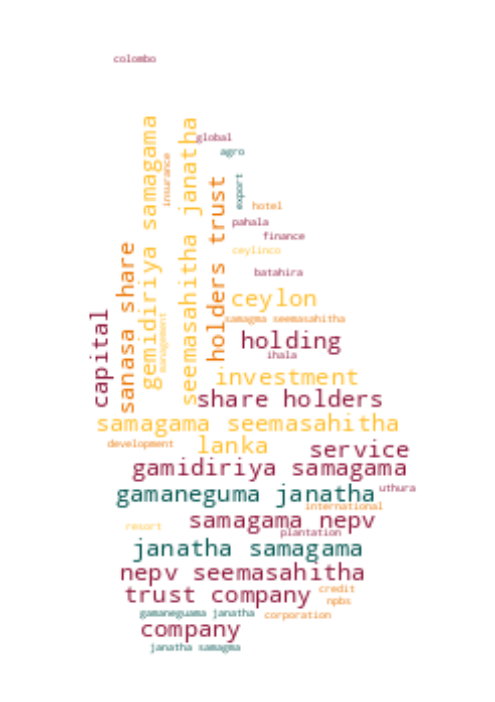 colombo
gemidiriya samagama
seemasahitha janatha
global
agro
insurance
export
holders trust
hotel
pahala
finance
ceylinco
sanasa share
batahira
ceylon
capital
management
samagma seemasahitha
holding
ihala
investment
share holders
samagama seemasahitha
development
lanka
service
gamidiriya samagama
gamaneguma janatha
uthura
international
samagama nepv
resort
plantation
janatha samagama
nepv seemasahitha
trust company
credit
npbs
gamaneguama janatha
corporation
company
janatha samagma